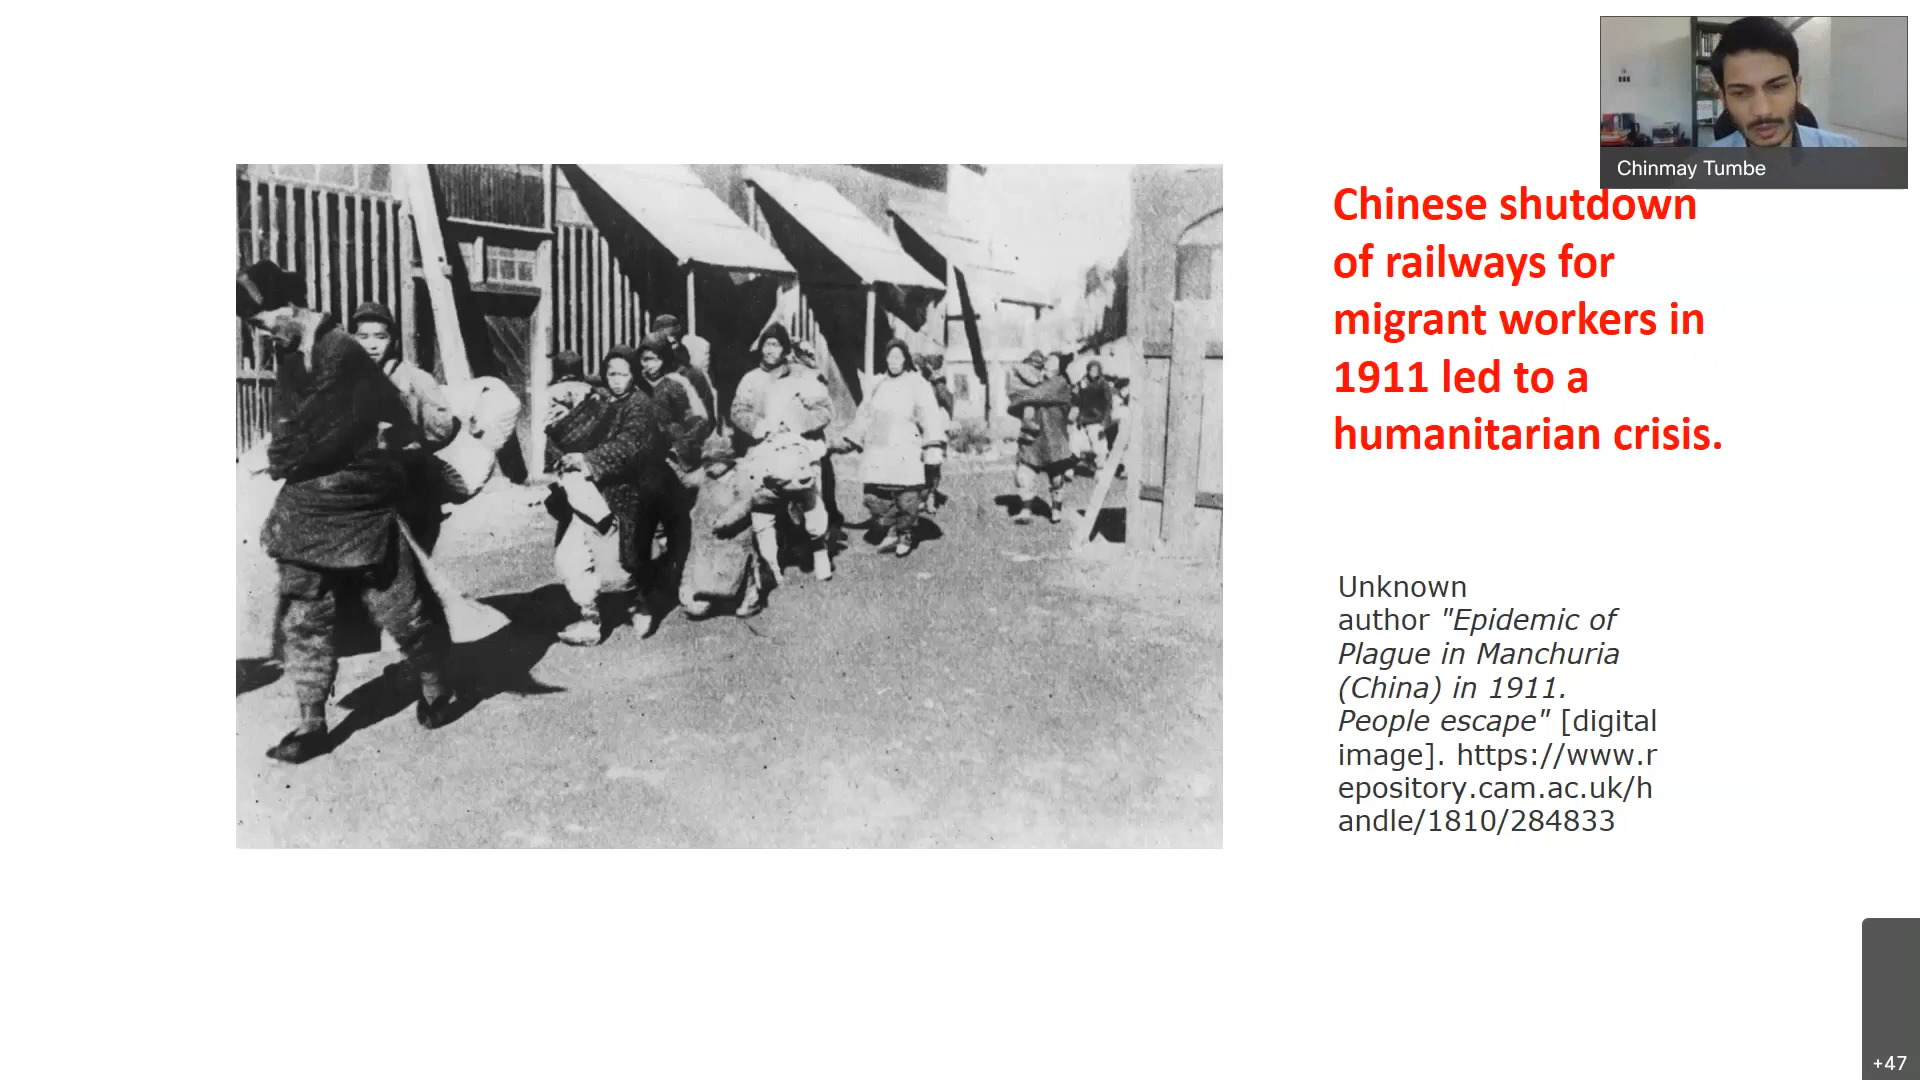 Chinmay Tumbe
Chinese shutdown
of railways for
migrant workers in
1911 led to a
humanitarian crisis.
Unknown
author "Epidemic of
Plague in Manchuria
(China) in 1911.
People escape" [digital
image]. https://www.r
epository.cam.ac.uk/h
andle/1810/284833
+47